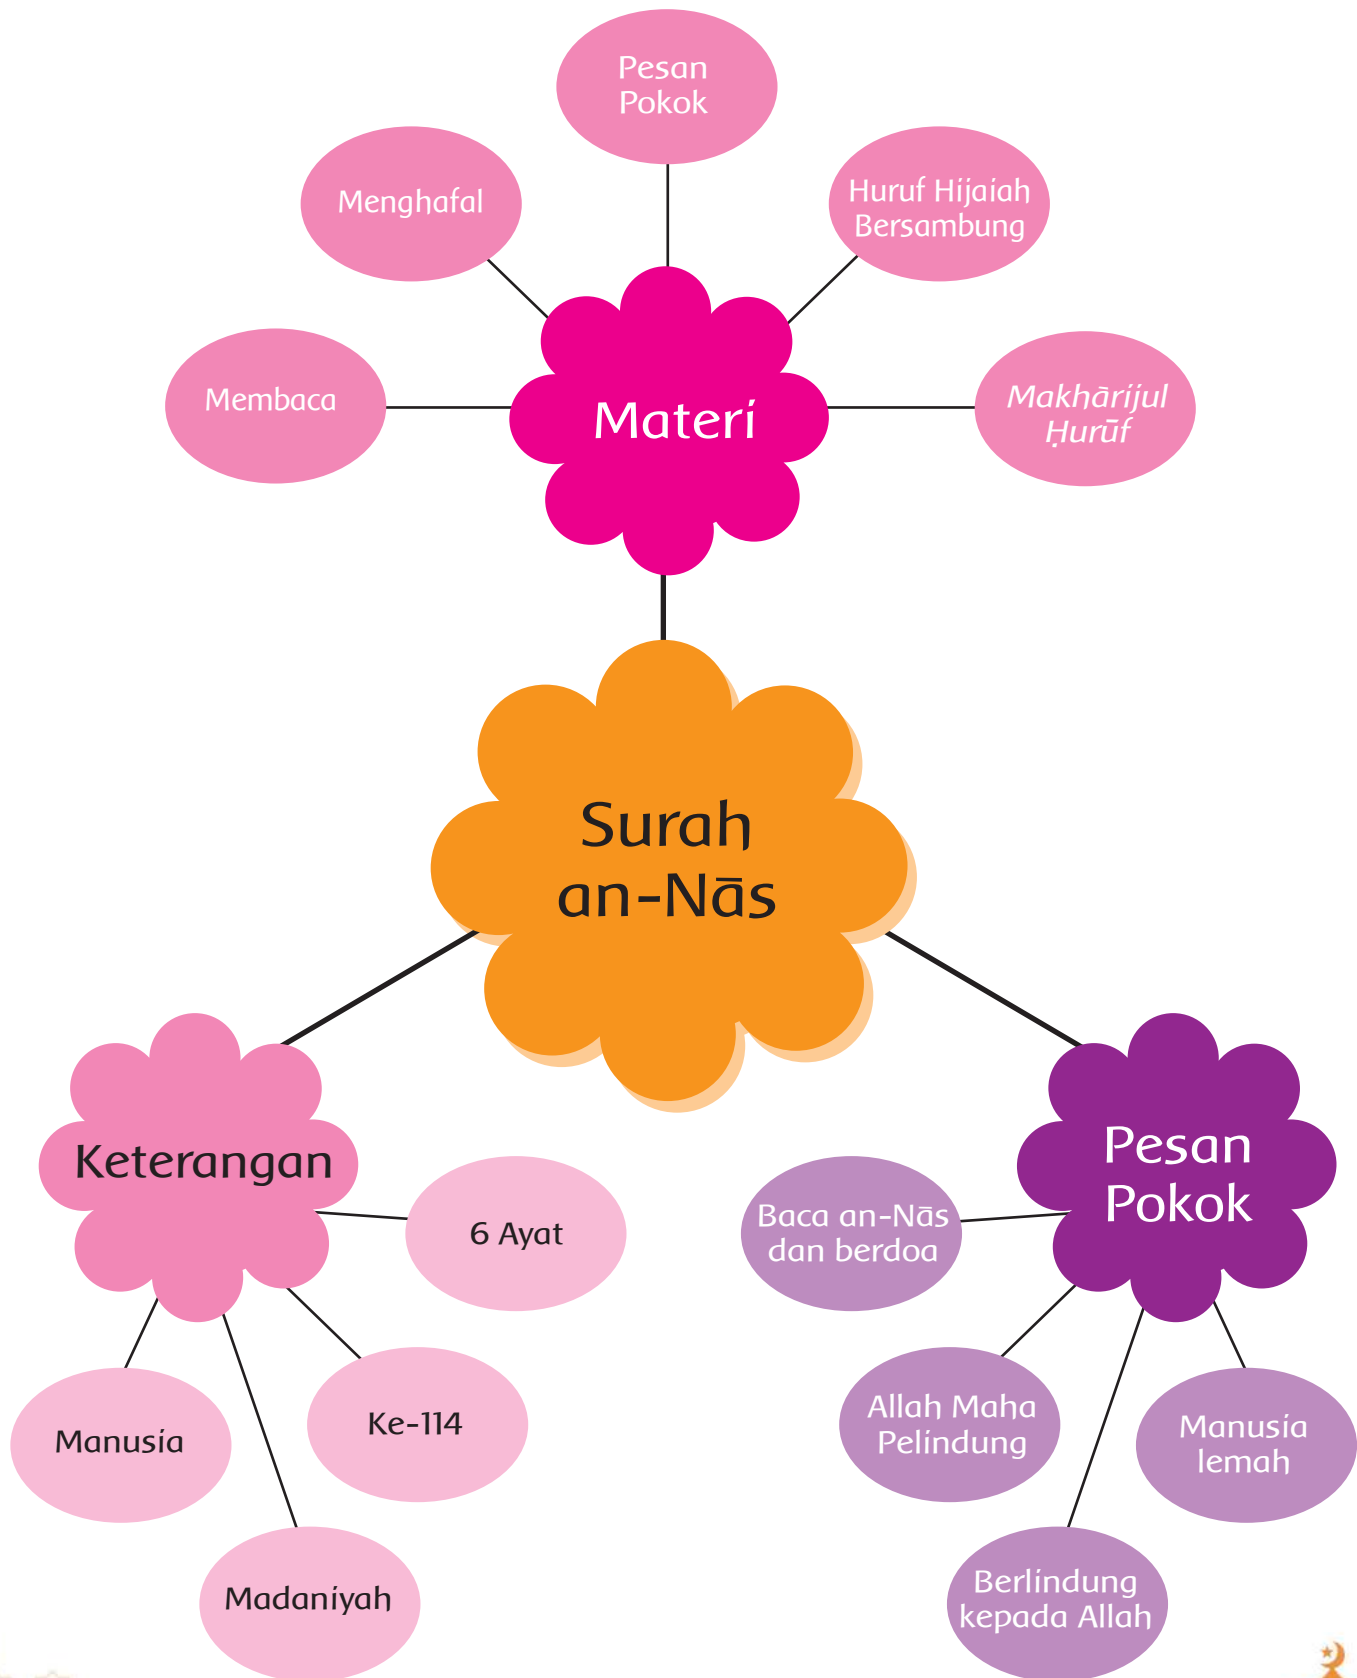 Pesan
Pokok
Menghafal
Huruf Hijaiah
Bersambung
Membaca
Materi
Makhārijul
Ḥurūf
Surah
an-Nās
Keterangan
Pesan
Pokok
6 Ayat
Baca an-Nās
dan berdoa
Manusia
Ke-114
Allah Maha
Pelindung
Manusia
lemah
Madaniyah
Berlindung
kepada Allah